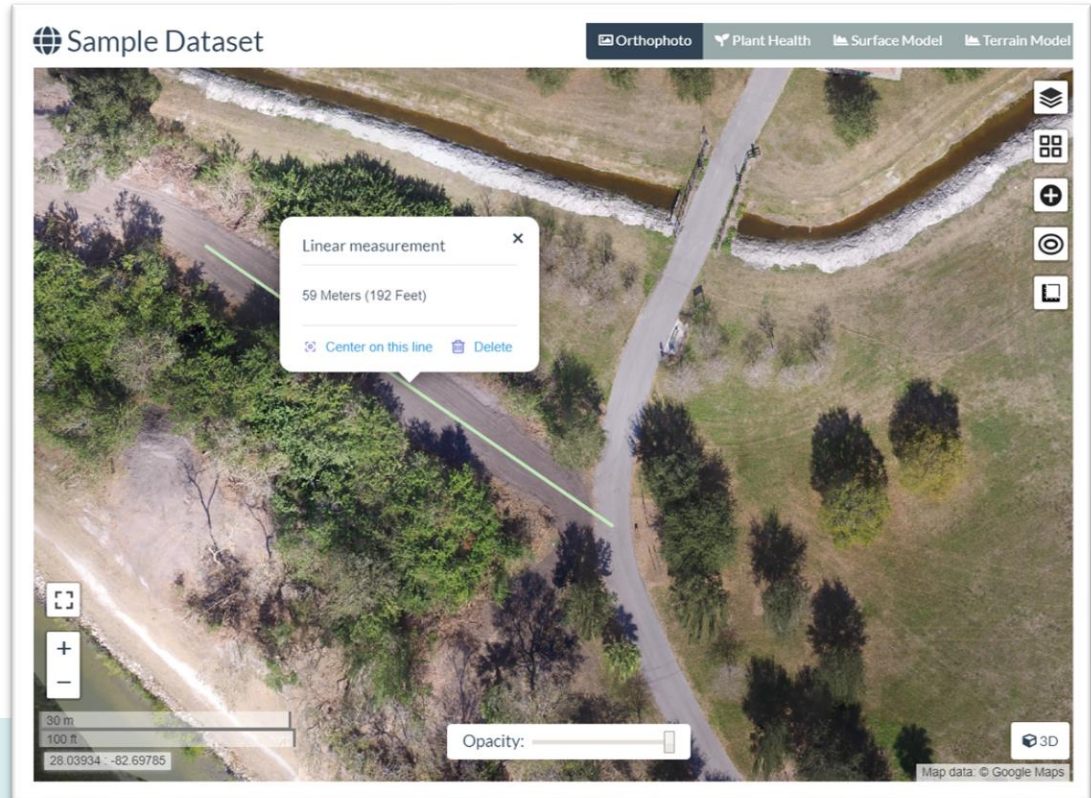 Sample Dataset
Orthophoto Plant Health Surface Model Terrain Model
Linear measurement
59 Meters (192 Feet)
Center on this line Delete
30 m
100 ft
28.03934 : -82.69785
Opacity:
3D
Map data: © Google Maps